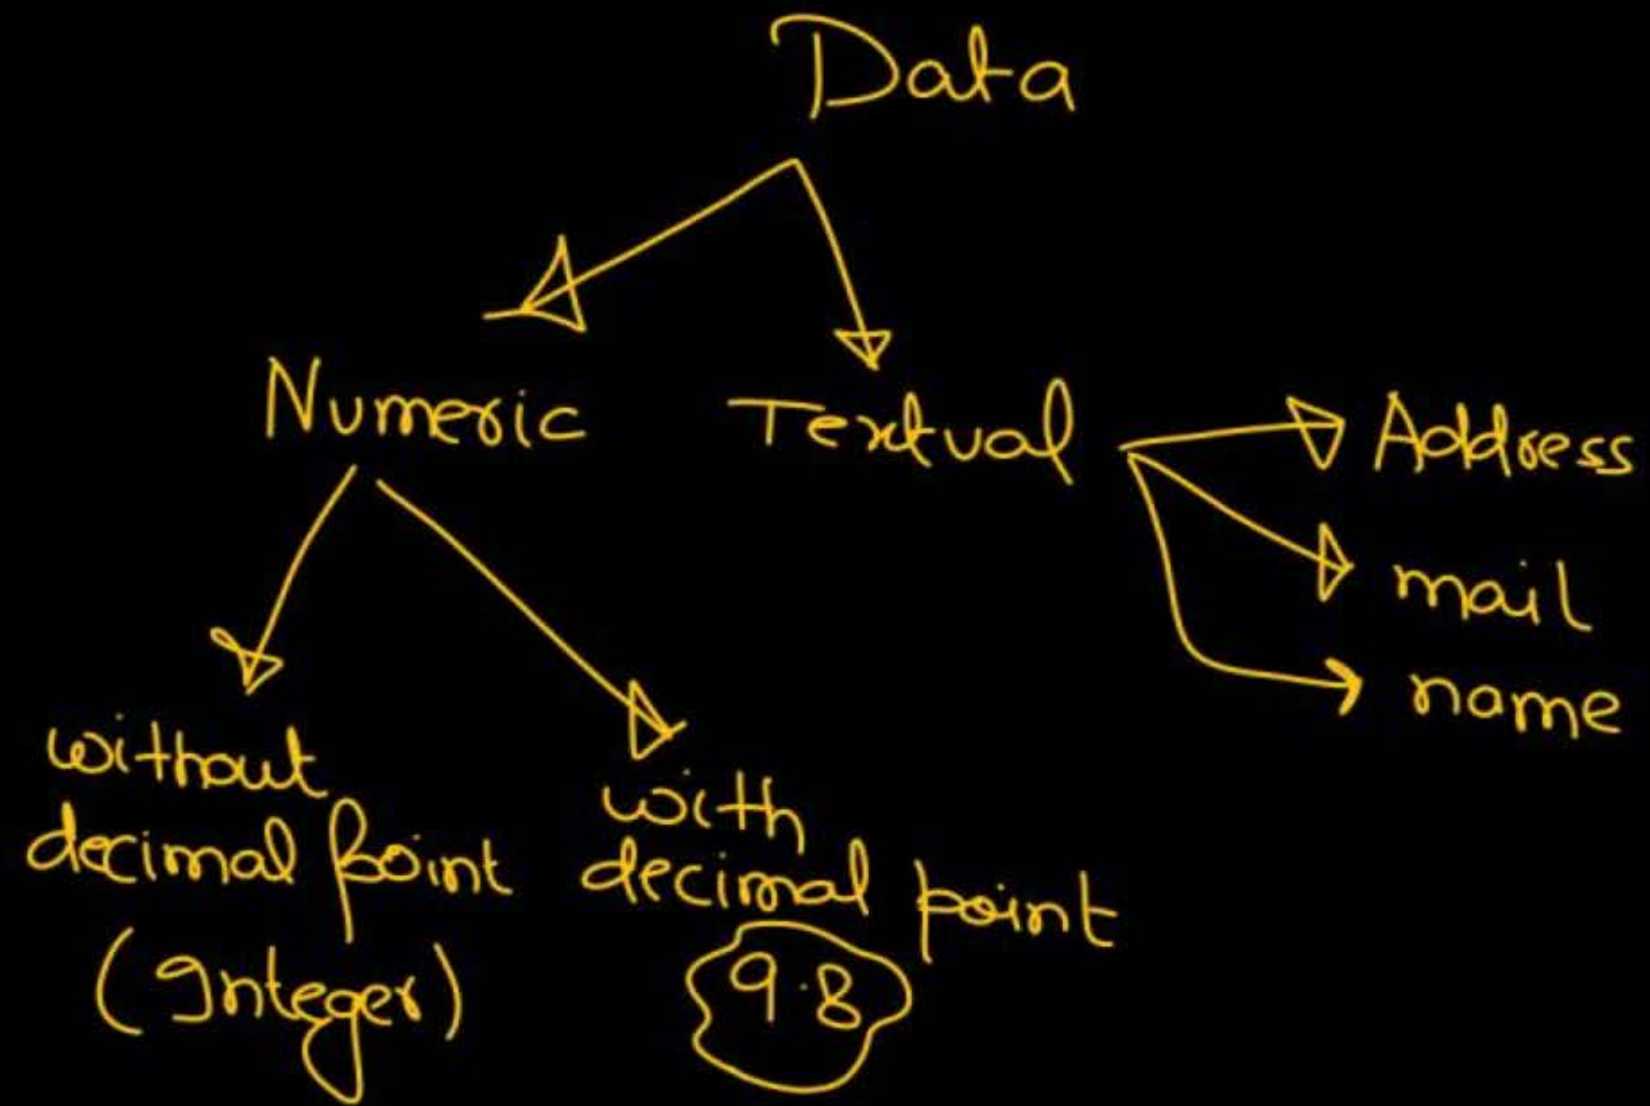 Data
Numeric
Textual
Address
mail
name
without
decimal point
(Integer)
with
decimal point
9.8